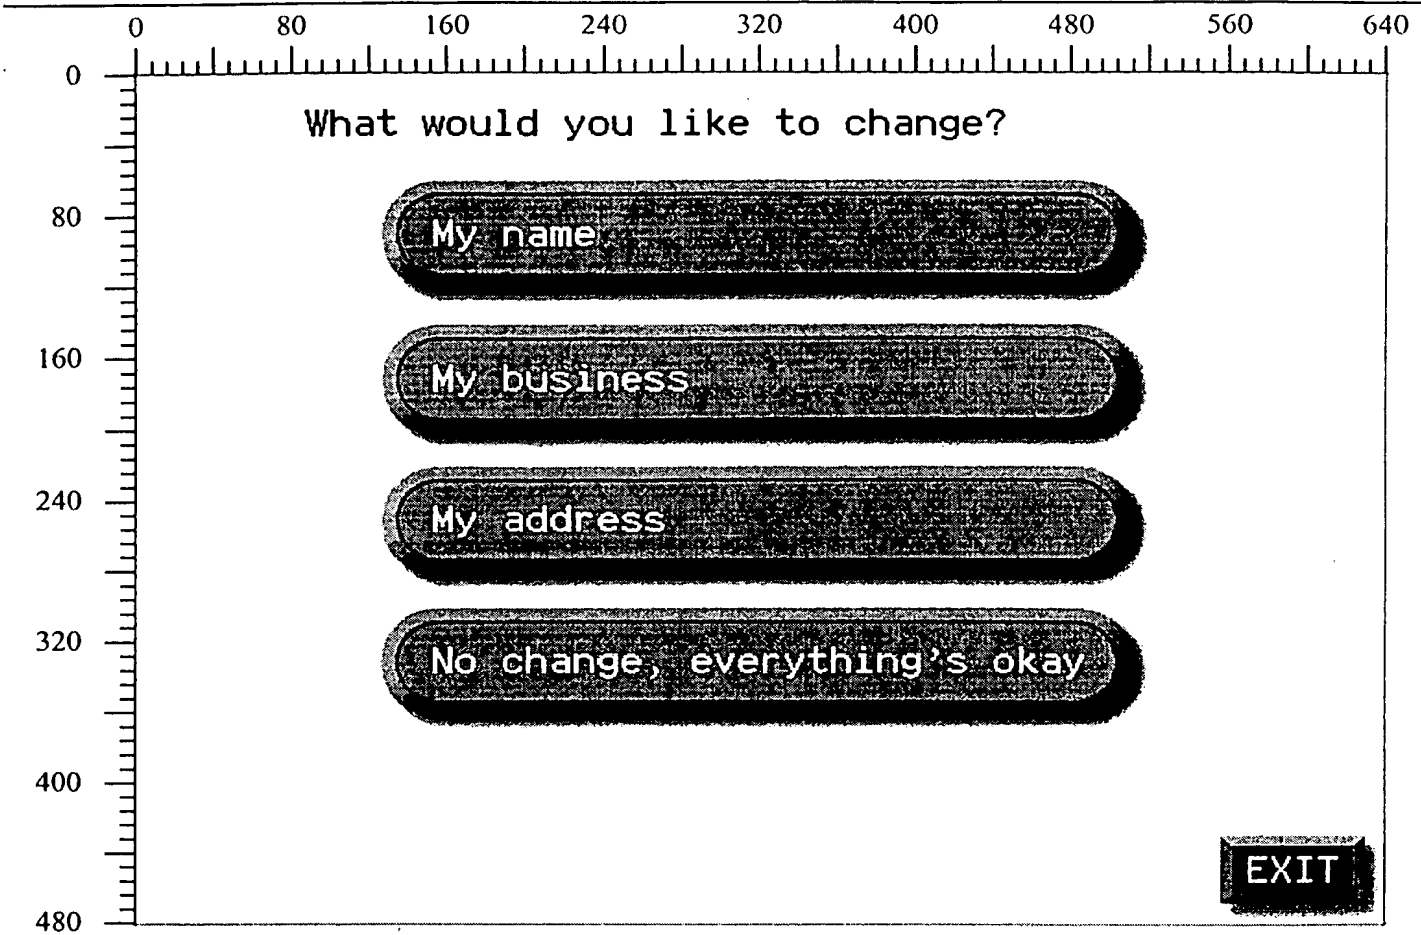 0 80 160 240 320 400 480 560 640
0
What would you like to change?
80
My name
160
My business
240
My address
320
No change, everything's okay
400
EXIT
480